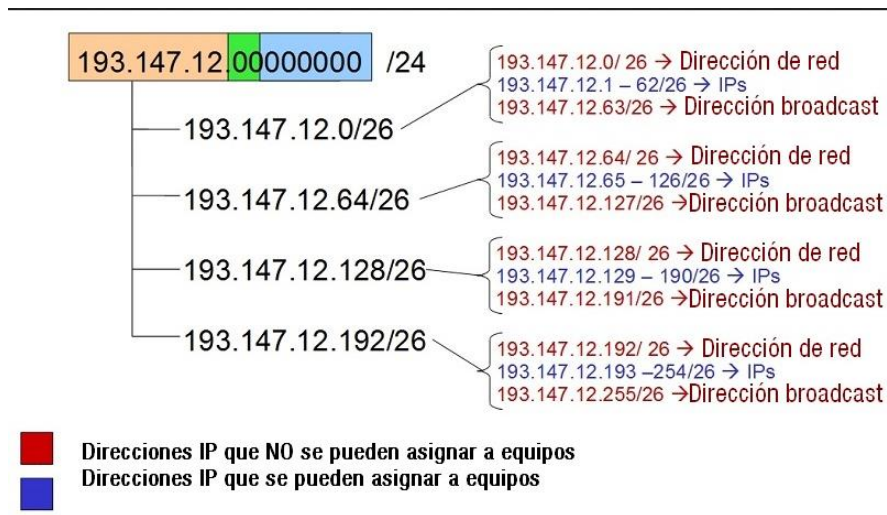 193.147.12.00000000 /24
193.147.12.0/26
193.147.12.0/ 26 → Dirección de red
193.147.12.1 – 62/26 → IPs
193.147.12.63/26 → Dirección broadcast
193.147.12.64/26
193.147.12.64/ 26 → Dirección de red
193.147.12.65 – 126/26 → IPs
193.147.12.127/26 →Dirección broadcast
193.147.12.128/26
193.147.12.128/ 26 → Dirección de red
193.147.12.129 – 190/26 → IPs
193.147.12.191/26 →Dirección broadcast
193.147.12.192/26
193.147.12.192/ 26 → Dirección de red
193.147.12.193 –254/26 → IPs
193.147.12.255/26 →Dirección broadcast
Direcciones IP que NO se pueden asignar a equipos
Direcciones IP que se pueden asignar a equipos